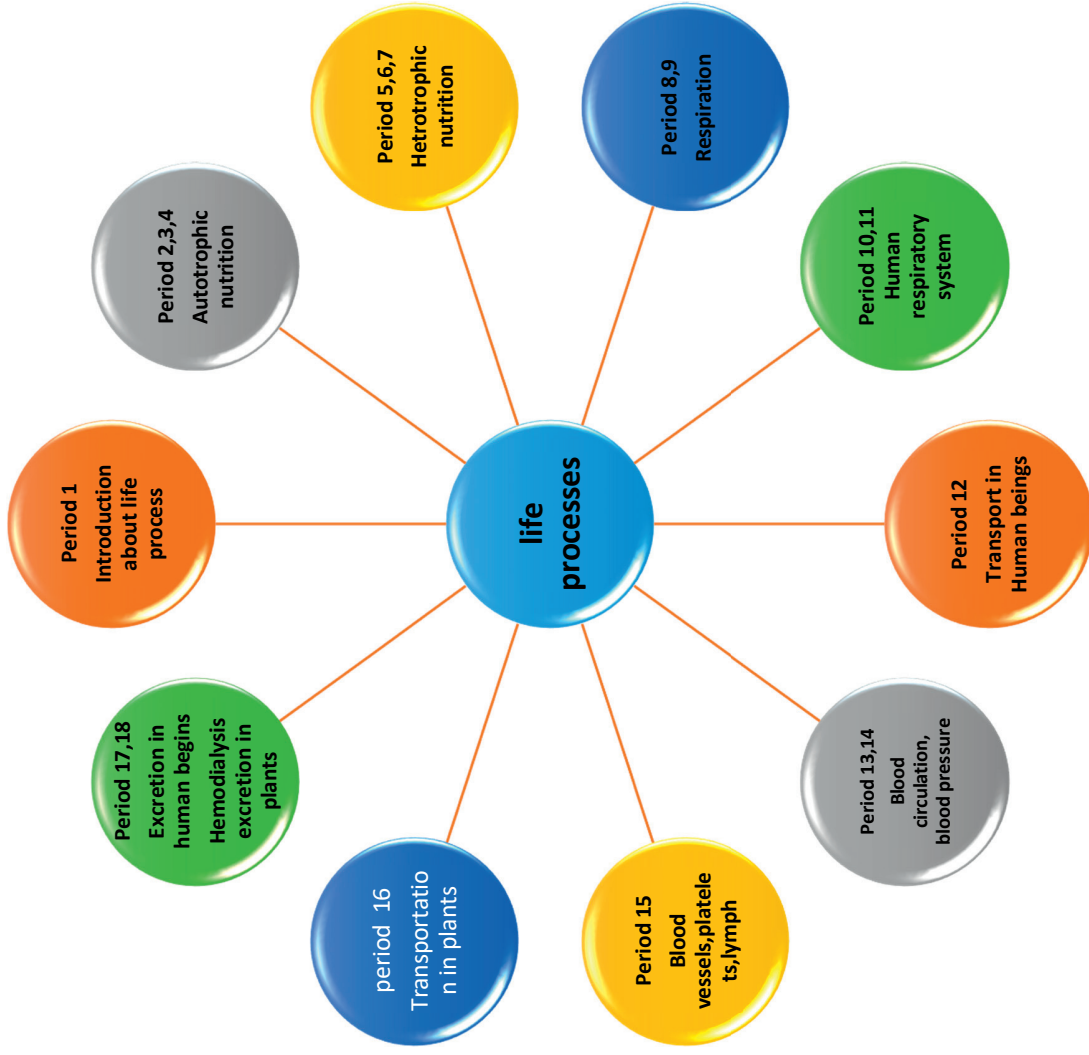 life
processes
Period 1
Introduction
about life
process
Period 2,3,4
Autotrophic
nutrition
Period 5,6,7
Hetrotrophic
nutrition
Period 8,9
Respiration
Period 10,11
Human
respiratory
system
Period 12
Transport in
Human beings
Period 13,14
Blood
circulation,
blood pressure
Period 15
Blood
vessels,platele
ts,lymph
period 16
Transportatio
n in plants
Period 17,18
Excretion in
human begins
Hemodialysis
excretion in
plants